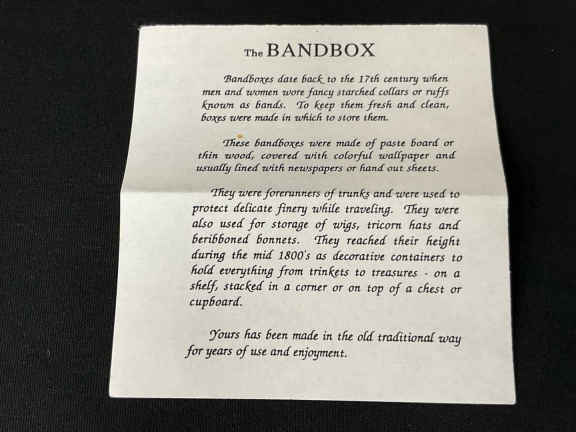 The BANDBOX
Bandboxes date back to the 17th century when
men and women wore fancy starched collars or ruffs
known as bands. To keep them fresh and clean,
boxes were made in which to store them.
These bandboxes were made of paste board or
thin wood, covered with colorful wallpaper and
usually lined with newspapers or hand out sheets.
They were forerunners of trunks and were used to
protect delicate finery while traveling. They were
also used for storage of wigs, tricorn hats and
beribboned bonnets. They reached their height
during the mid 1800's as decorative containers to
hold everything from trinkets to treasures - on a
shelf, stacked in a corner or on top of a chest or
cupboard.
Yours has been made in the old traditional way
for years of use and enjoyment.